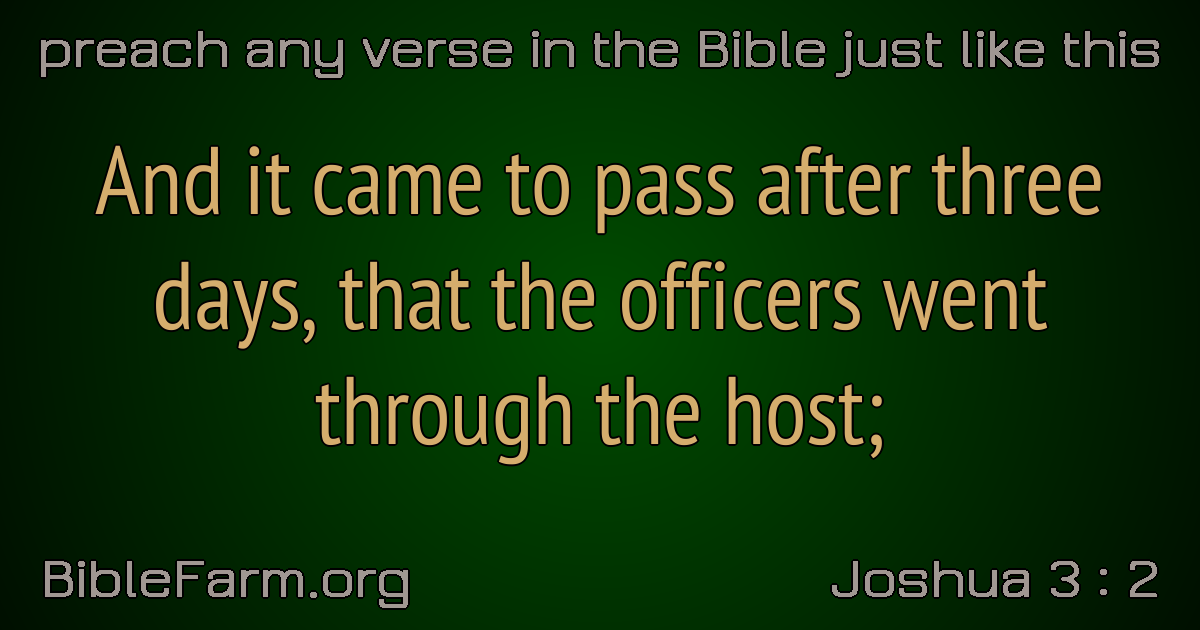 preach any verse in the Bible just like this
And it came to pass after three
days, that the officers went
through the host;
BibleFarm.org
Joshua 3 : 2